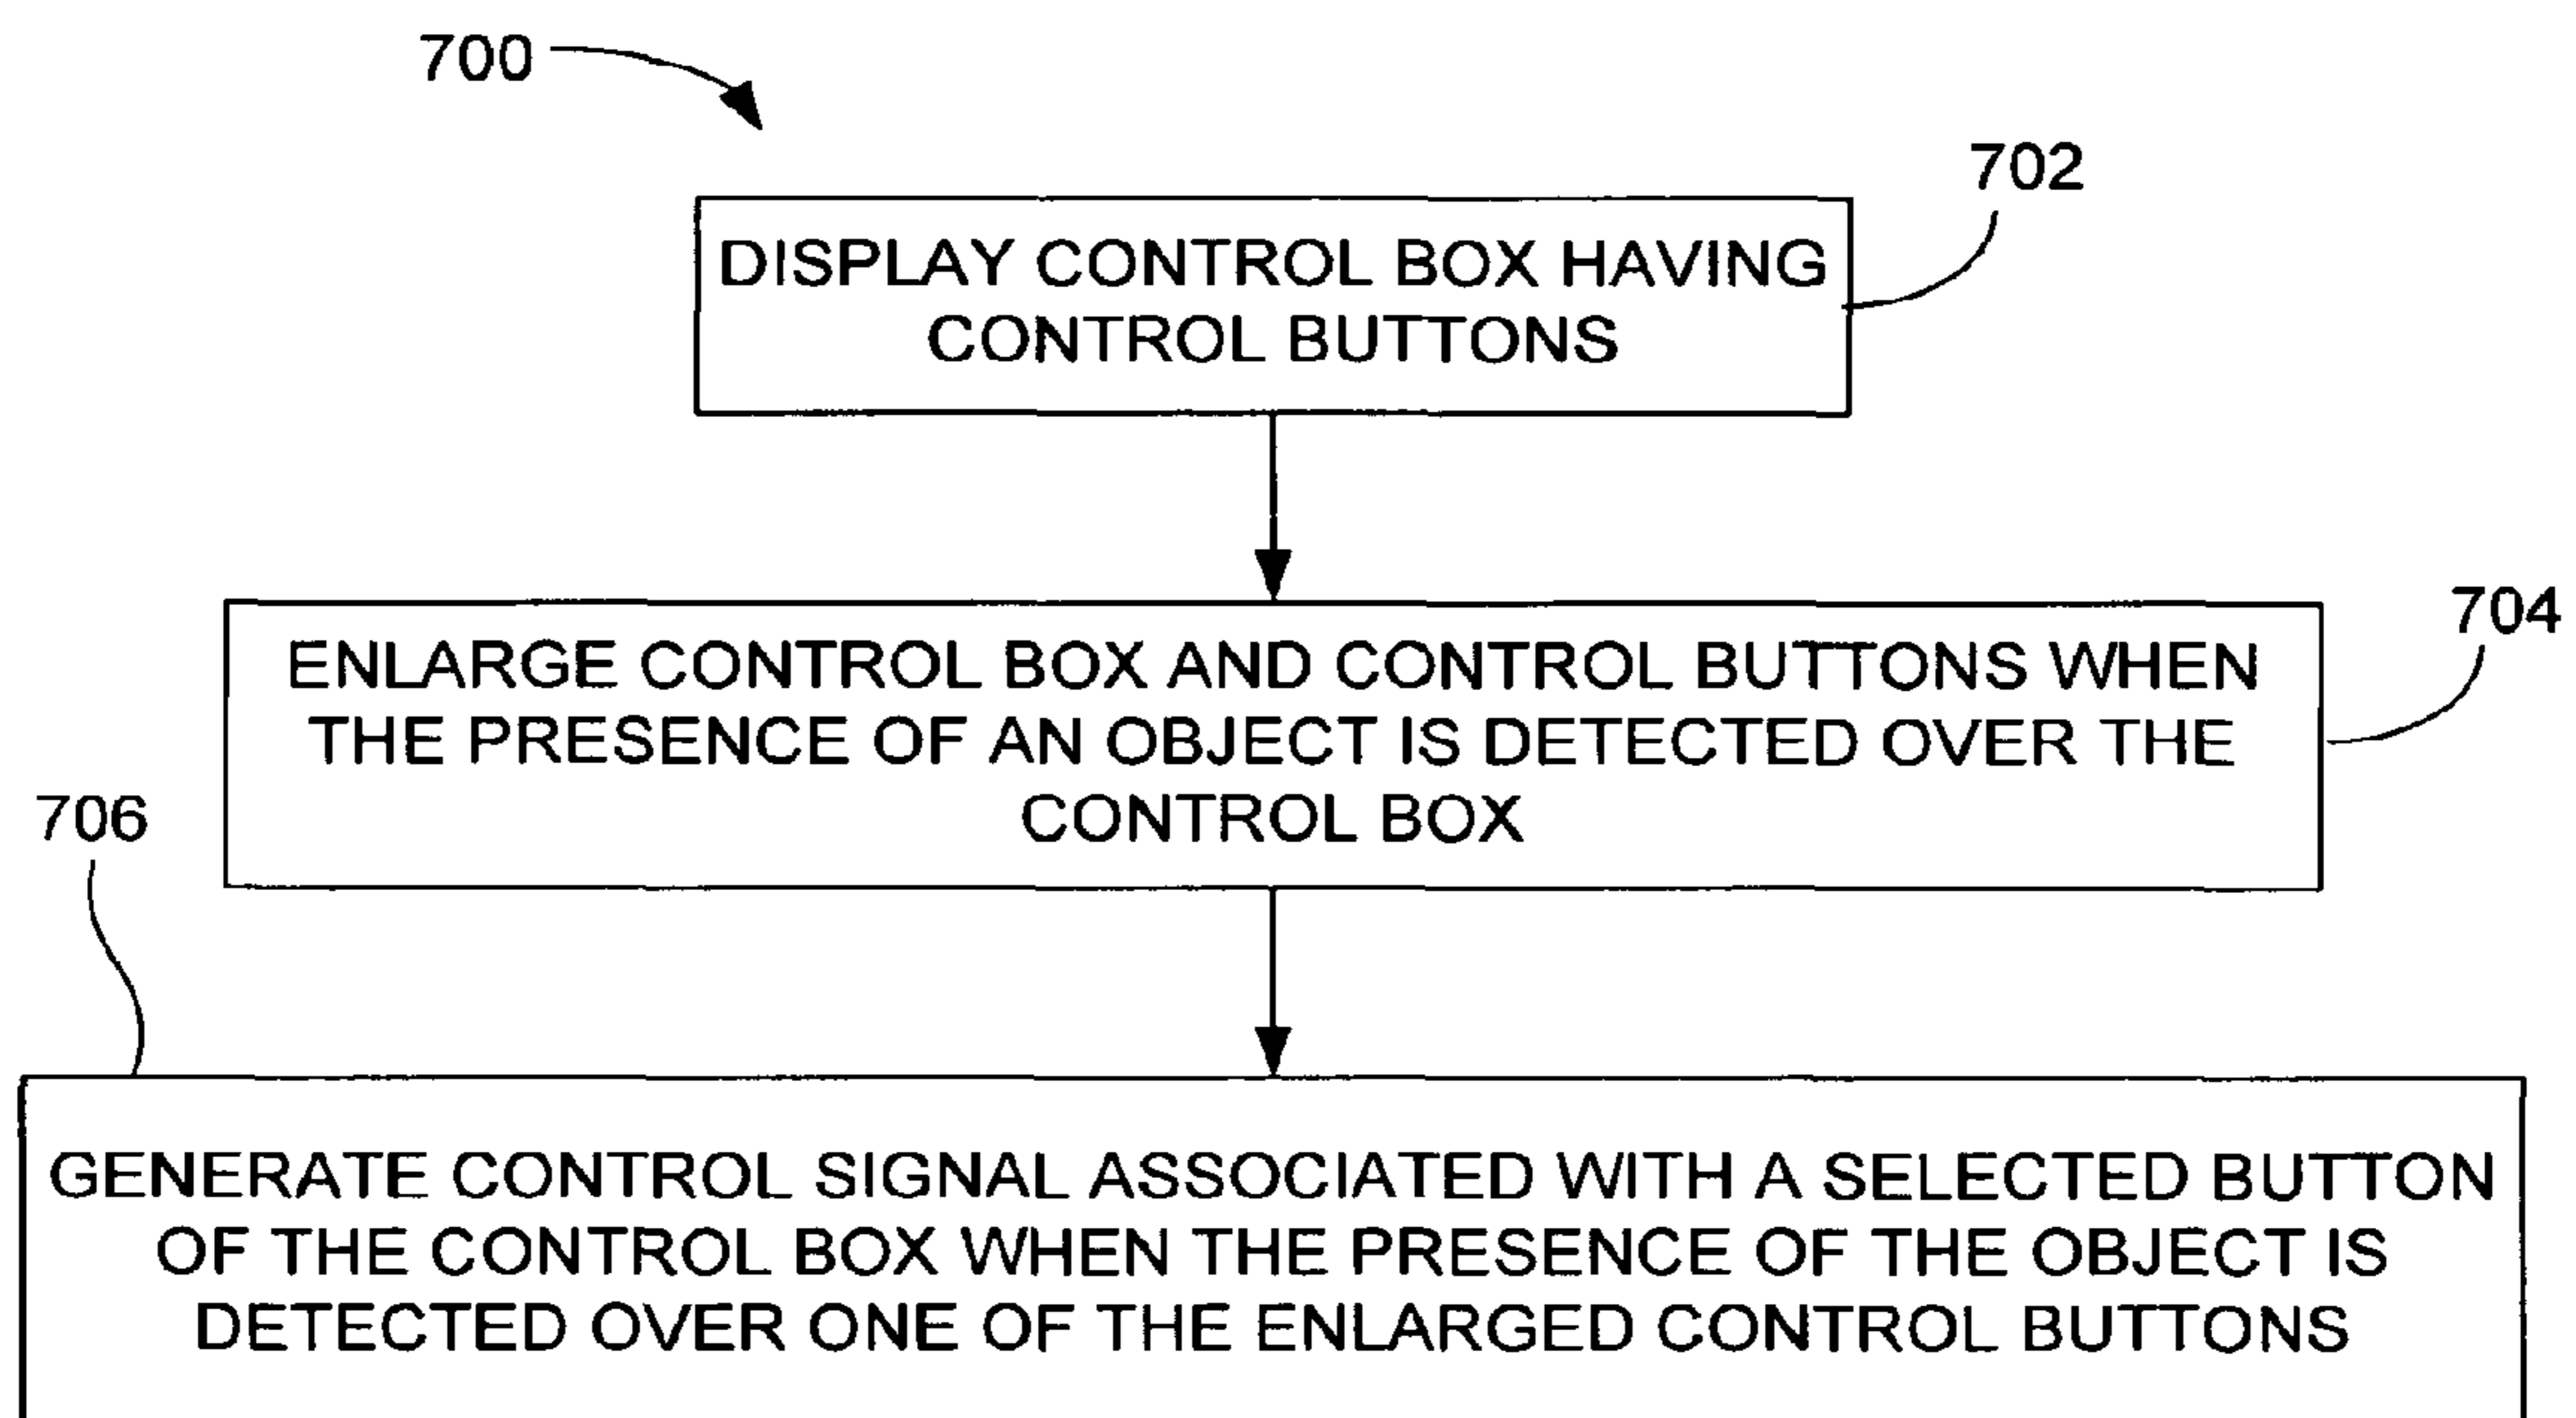 700
702
DISPLAY CONTROL BOX HAVING
CONTROL BUTTONS
704
ENLARGE CONTROL BOX AND CONTROL BUTTONS WHEN
THE PRESENCE OF AN OBJECT IS DETECTED OVER THE
CONTROL BOX
706
GENERATE CONTROL SIGNAL ASSOCIATED WITH A SELECTED BUTTON
OF THE CONTROL BOX WHEN THE PRESENCE OF THE OBJECT IS
DETECTED OVER ONE OF THE ENLARGED CONTROL BUTTONS